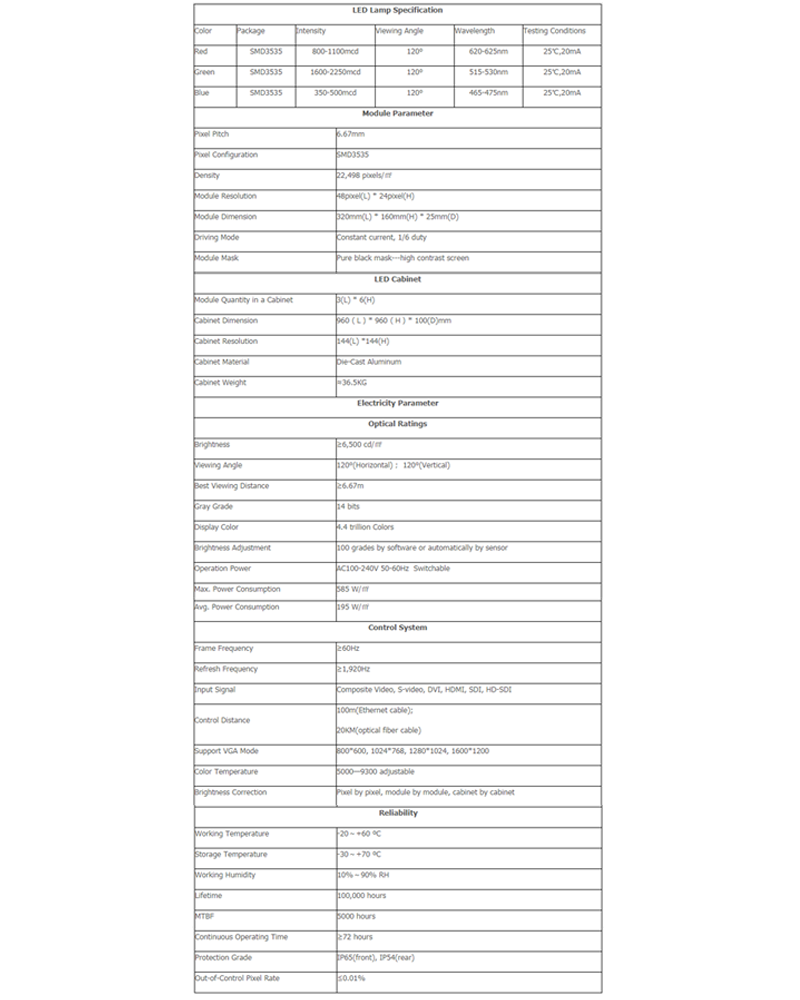 LED Lamp Specification
Color Package Intensity Viewing Angle Wavelength Testing Conditions
Red SMD3535 800-1100mcd 120º 620-625nm 25℃,20mA
Green SMD3535 1600-2250mcd 120º 515-530nm 25℃,20mA
Blue SMD3535 350-500mcd 120º 465-475nm 25℃,20mA
Module Parameter
Pixel Pitch 6.67mm
Pixel Configuration SMD3535
Density 22,498 pixels/㎡
Module Resolution 48pixel(L) * 24pixel(H)
Module Dimension 320mm(L) * 160mm(H) * 25mm(D)
Driving Mode Constant current, 1/6 duty
Module Mask Pure black mask---high contrast screen
LED Cabinet
Module Quantity in a Cabinet 3(L) * 6(H)
Cabinet Dimension 960 ( L ) * 960 ( H ) * 100(D)mm
Cabinet Resolution 144(L) *144(H)
Cabinet Material Die-Cast Aluminum
Cabinet Weight =36.5KG
Electricity Parameter
Optical Ratings
Brightness ≥6,500 cd/㎡
Viewing Angle 120º(Horizontal) ; 120º(Vertical)
Best Viewing Distance ≥6.67m
Gray Grade 14 bits
Display Color 4.4 trillion Colors
Brightness Adjustment 100 grades by software or automatically by sensor
Operation Power AC100-240V 50-60Hz Switchable
Max. Power Consumption 585 W/㎡
Avg. Power Consumption 195 W/㎡
Control System
Frame Frequency ≥60Hz
Refresh Frequency ≥1,920Hz
Input Signal Composite Video, S-video, DVI, HDMI, SDI, HD-SDI
Control Distance 100m(Ethernet cable);
20KM(optical fiber cable)
Support VGA Mode 800*600, 1024*768, 1280*1024, 1600*1200
Color Temperature 5000—9300 adjustable
Brightness Correction Pixel by pixel, module by module, cabinet by cabinet
Reliability
Working Temperature -20～+60 ºC
Storage Temperature -30～+70 ºC
Working Humidity 10%～90% RH
Lifetime 100,000 hours
MTBF 5000 hours
Continuous Operating Time ≥72 hours
Protection Grade IP65(front), IP54(rear)
Out-of-Control Pixel Rate ≤0.01%